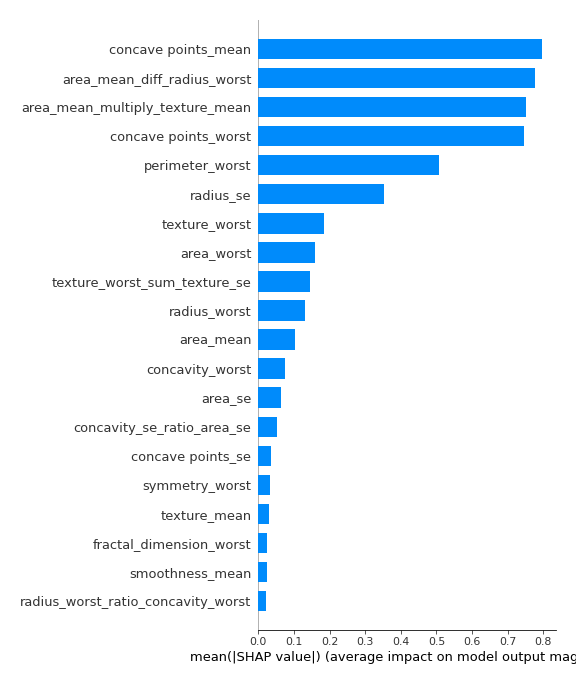 concave points_mean
area_mean_diff_radius_worst
area_mean_multiply_texture_mean
concave points_worst
perimeter_worst
radius_se
texture_worst
area_worst
texture_worst_sum_texture_se
radius_worst
area_mean
concavity_worst
area_se
concavity_se_ratio_area_se
concave points_se
symmetry_worst
texture_mean
fractal_dimension_worst
smoothness_mean
radius_worst_ratio_concavity_worst
0.0 0.1 0.2 0.3 0.4 0.5 0.6 0.7 0.8
mean(|SHAP value|) (average impact on model output mag